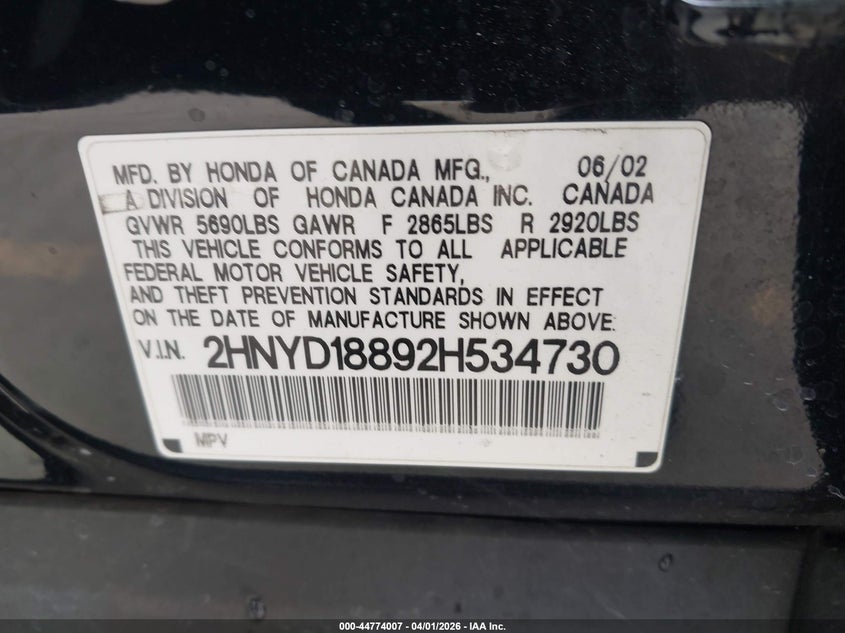 MFD. BY HONDA OF CANADA MFG., 06/02
A DIVISION OF HONDA CANADA INC. CANADA
GVWR 5690LBS GAWR F 2865LBS R 2920LBS
THIS VEHICLE CONFORMS TO ALL APPLICABLE
FEDERAL MOTOR VEHICLE SAFETY,
AND THEFT PREVENTION STANDARDS IN EFFECT
ON THE DATE OF MANUFACTURE SHOWN ABOVE:
V.I.N. 2HNYD18892H534730
MPV
000-44774007 - 04/01/2026 - IAA Inc.